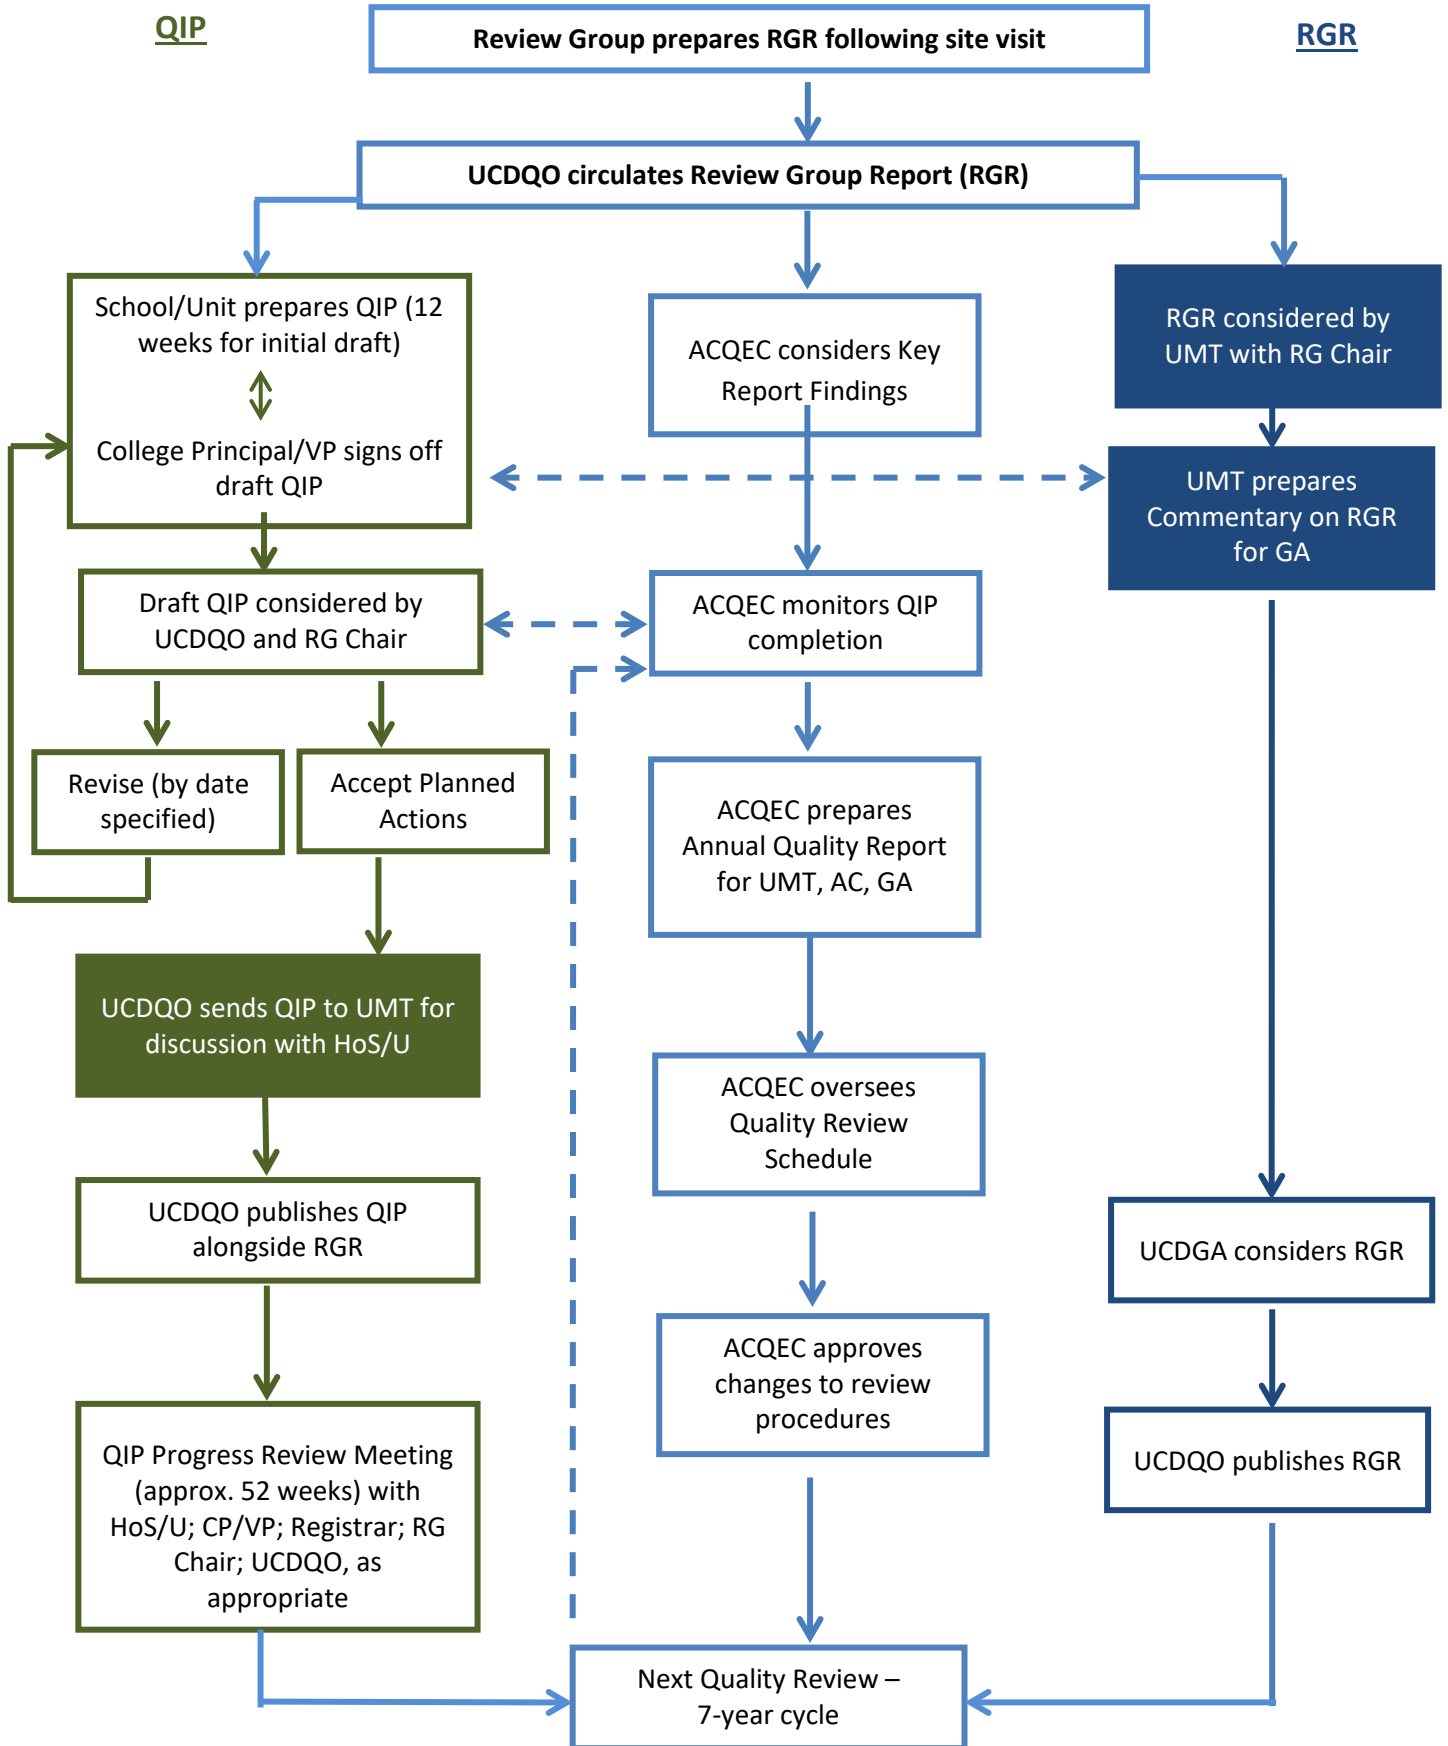 QIP
Review Group prepares RGR following site visit
RGR
UCDQO circulates Review Group Report (RGR)
School/Unit prepares QIP (12
weeks for initial draft)
College Principal/VP signs off
draft QIP
ACQEC considers Key
Report Findings
RGR considered by
UMT with RG Chair
UMT prepares
Commentary on RGR
for GA
Draft QIP considered by
UCDQO and RG Chair
ACQEC monitors QIP
completion
Revise (by date
specified)
Accept Planned
Actions
ACQEC prepares
Annual Quality Report
for UMT, AC, GA
UCDQO sends QIP to UMT for
discussion with HoS/U
ACQEC oversees
Quality Review
Schedule
UCDQO publishes QIP
alongside RGR
UCDGA considers RGR
ACQEC approves
changes to review
procedures
QIP Progress Review Meeting
(approx. 52 weeks) with
HoS/U; CP/VP; Registrar; RG
Chair; UCDQO, as
appropriate
UCDQO publishes RGR
Next Quality Review –
7-year cycle